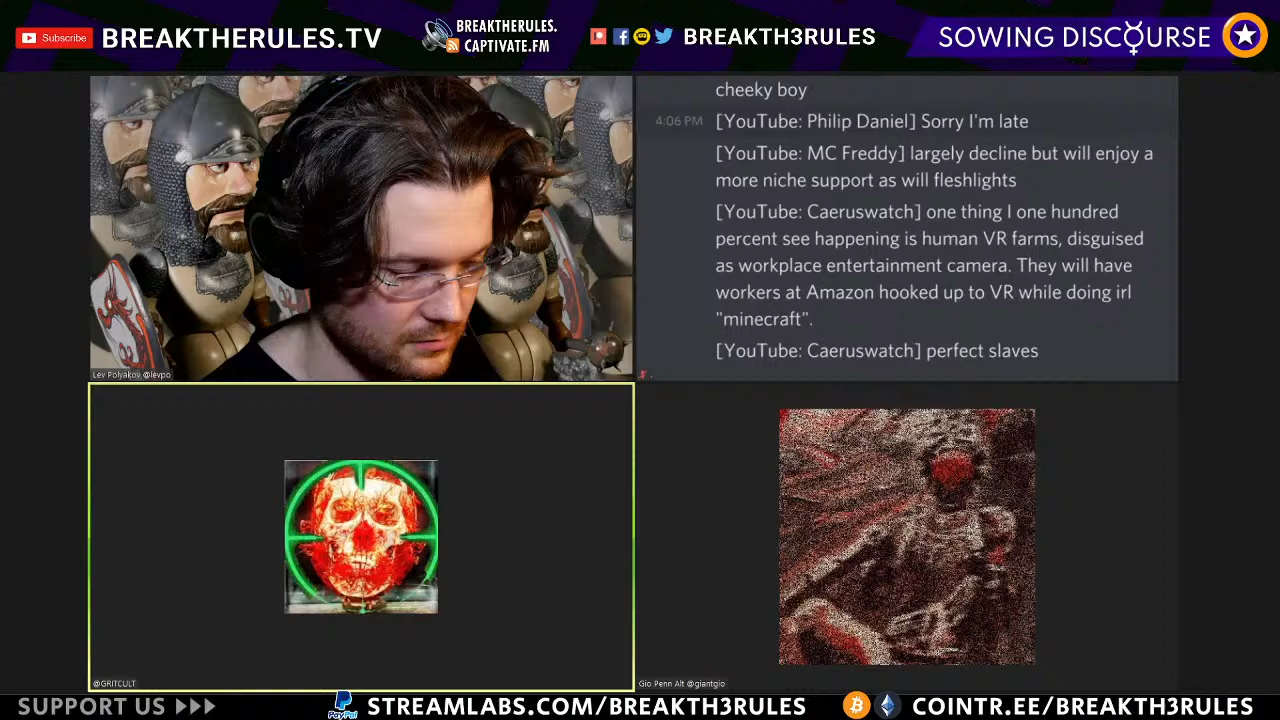 Subscribe
BREAKTHERULES.TV
BREAKTHERULES.
CAPTIVATE.FM
BREAKTH3RULES
SOWING DISCOURSE
cheeky boy
4:06 PM [YouTube: Philip Daniel] Sorry I'm late
[YouTube: MC Freddy] largely decline but will enjoy a
more niche support as will fleshlights
[YouTube: Caeruswatch] one thing I one hundred
percent see happening is human VR farms, disguised
as workplace entertainment camera. They will have
workers at Amazon hooked up to VR while doing irl
"minecraft".
[YouTube: Caeruswatch] perfect slaves
Lev Polyakov @levpo
@GRITCULT
Gio Penn Alt @giantgio
SUPPORT US
PayPal
STREAMLABS.COM/BREAKTH3RULES
COINTR.EE/BREAKTH3RULES